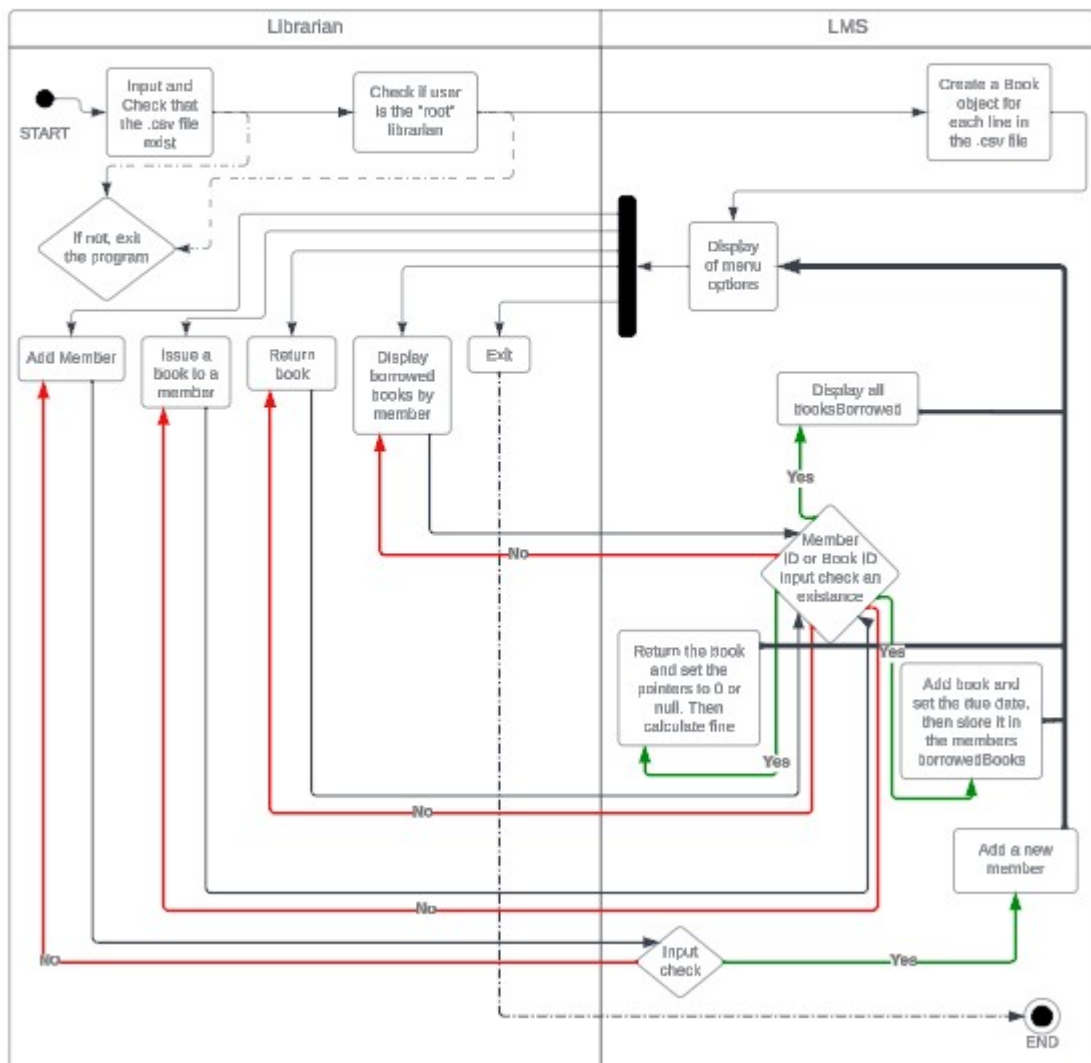 Librarian
LMS
START
Input and
Check that
the .csv file
exist
Check if user
is the "root"
librarian
Create a Book
object for
each line in
the .csv file
If not, exit
the program
Display
of menu
options
Add Member
Issue a
book to a
member
Return
book
Display
borrowed
books by
member
Exit
Display all
booksBorrowed
Yes
No
Member
ID or Book ID
input check an
existance
Return the Book
and set the
pointers to 0 or
null. Then
calculate fine
Yes
Add book and
set the due date,
then store it in
the members
borrowedBooks
Yes
No
Add a new
member
No
No
Input
check
Yes
END